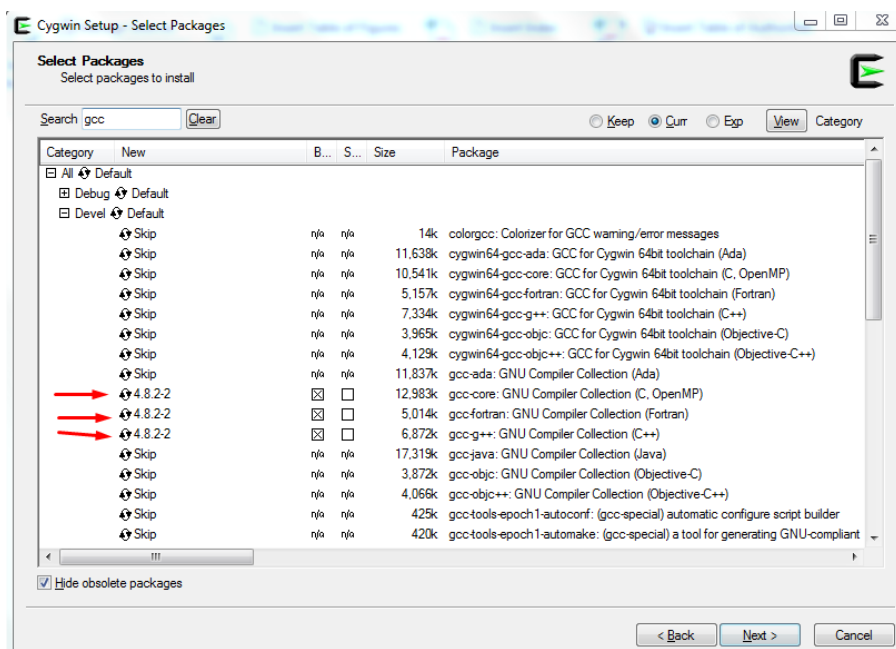 Cygwin Setup - Select Packages
Select Packages
Select packages to install
Search gcc Clear Keep Curr Exp View Category
Category New B... S... Size Package
All Default
Debug Default
Devel Default
Skip n/a n/a 14k colorgcc: Colorizer for GCC warning/error messages
Skip n/a n/a 11,638k cygwin64-gcc-ada: GCC for Cygwin 64bit toolchain (Ada)
Skip n/a n/a 10,541k cygwin64-gcc-core: GCC for Cygwin 64bit toolchain (C, OpenMP)
Skip n/a n/a 5,157k cygwin64-gcc-fortran: GCC for Cygwin 64bit toolchain (Fortran)
Skip n/a n/a 7,334k cygwin64-gcc-g++: GCC for Cygwin 64bit toolchain (C++)
Skip n/a n/a 3,965k cygwin64-gcc-objc: GCC for Cygwin 64bit toolchain (Objective-C)
Skip n/a n/a 4,129k cygwin64-gcc-objc++: GCC for Cygwin 64bit toolchain (Objective-C++)
Skip n/a n/a 11,837k gcc-ada: GNU Compiler Collection (Ada)
4.8.2-2 12,983k gcc-core: GNU Compiler Collection (C, OpenMP)
4.8.2-2 5,014k gcc-fortran: GNU Compiler Collection (Fortran)
4.8.2-2 6,872k gcc-g++: GNU Compiler Collection (C++)
Skip n/a n/a 17,319k gcc-java: GNU Compiler Collection (Java)
Skip n/a n/a 3,872k gcc-objc: GNU Compiler Collection (Objective-C)
Skip n/a n/a 4,066k gcc-objc++: GNU Compiler Collection (Objective-C++)
Skip n/a n/a 425k gcc-tools-epoch1-autoconf: (gcc-special) automatic configure script builder
Skip n/a n/a 420k gcc-tools-epoch1-automake: (gcc-special) a tool for generating GNU-compliant
Hide obsolete packages
< Back Next > Cancel